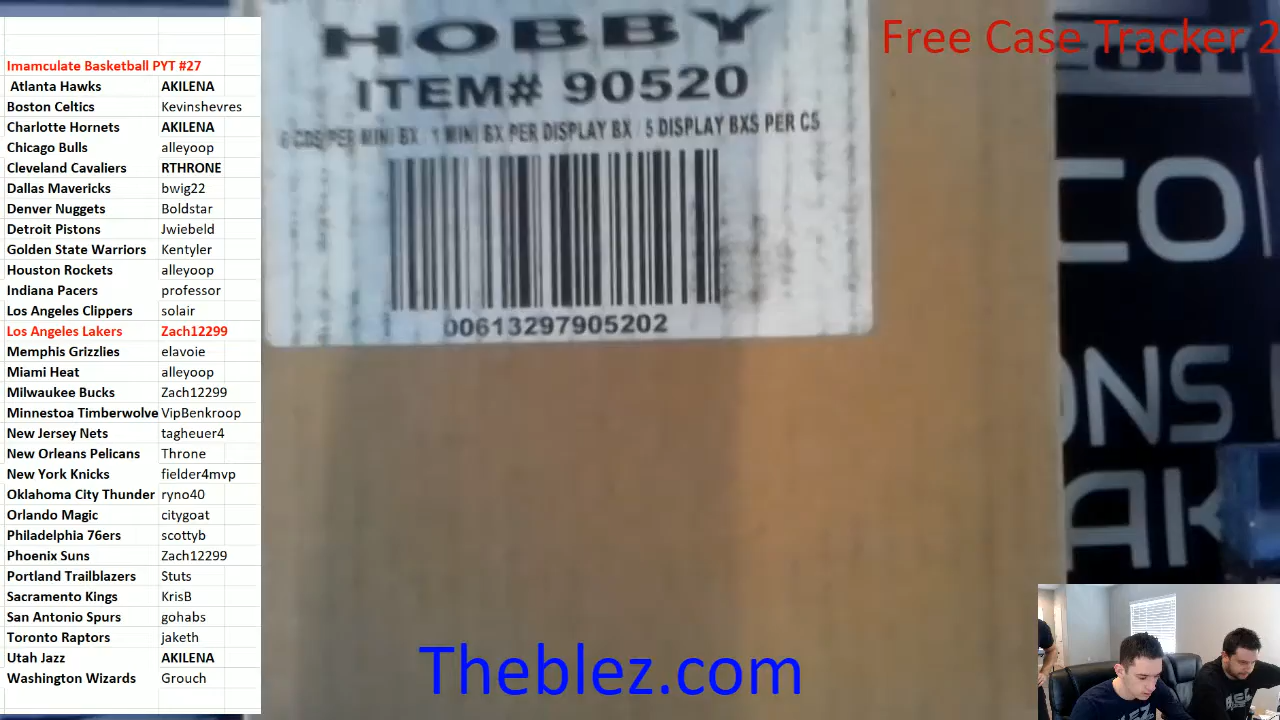 Imamculate Basketball PYT #27
Atlanta Hawks AKILENA
Boston Celtics Kevinshevres
Charlotte Hornets AKILENA
Chicago Bulls alleyoop
Cleveland Cavaliers RTHRONE
Dallas Mavericks bwig22
Denver Nuggets Boldstar
Detroit Pistons Jwiebeld
Golden State Warriors Kentyler
Houston Rockets alleyoop
Indiana Pacers professor
Los Angeles Clippers solair
Los Angeles Lakers Zach12299
Memphis Grizzlies elavoie
Miami Heat alleyoop
Milwaukee Bucks Zach12299
Minnestoa Timberwolve VipBenkroop
New Jersey Nets tagheuer4
New Orleans Pelicans Throne
New York Knicks fielder4mvp
Oklahoma City Thunder ryno40
Orlando Magic citygoat
Philadelphia 76ers scottyb
Phoenix Suns Zach12299
Portland Trailblazers Stuts
Sacramento Kings KrisB
San Antonio Spurs gohabs
Toronto Raptors jaketh
Utah Jazz AKILENA
Washington Wizards Grouch
HOBBY
ITEM# 90520
6 CDS/PER MINI BX / 1 MINI BX PER DISPLAY BX / 5 DISPLAY BXS PER CS
00613297905202
Free Case Tracker 2
Theblez.com